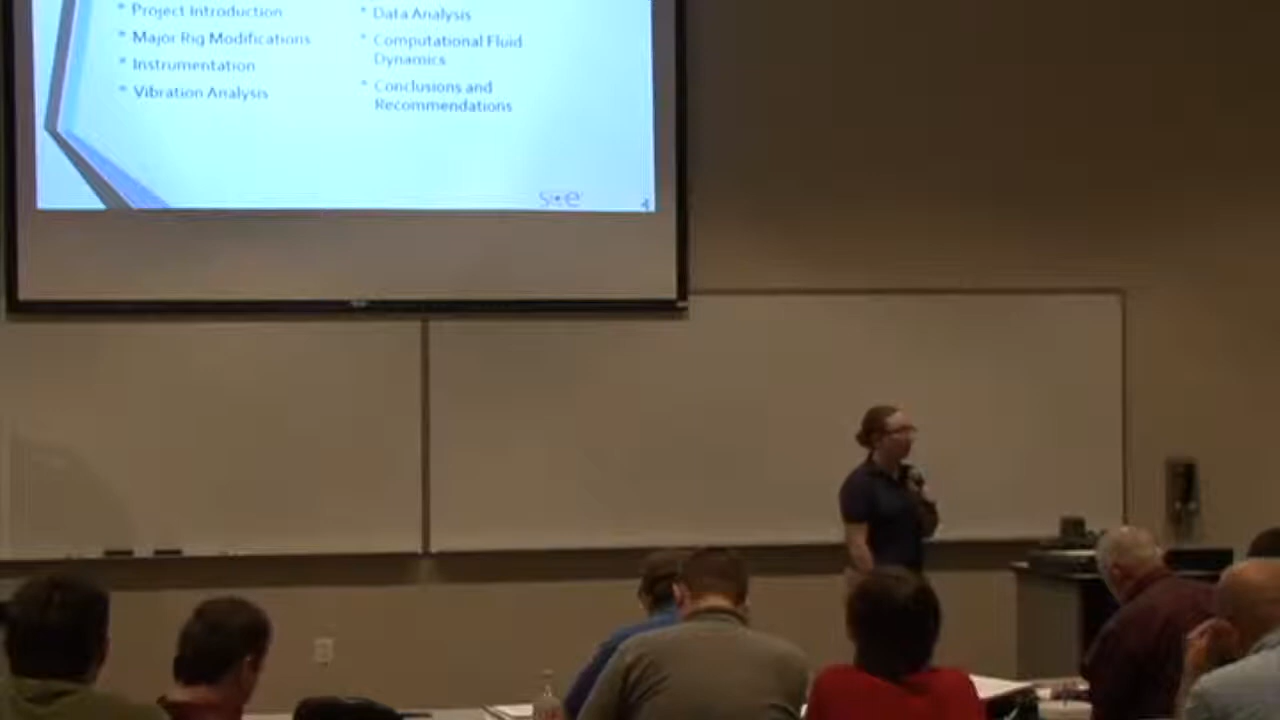 * Project Introduction
* Major Rig Modifications
* Instrumentation
* Vibration Analysis
* Data Analysis
* Computational Fluid
Dynamics
* Conclusions and
Recommendations